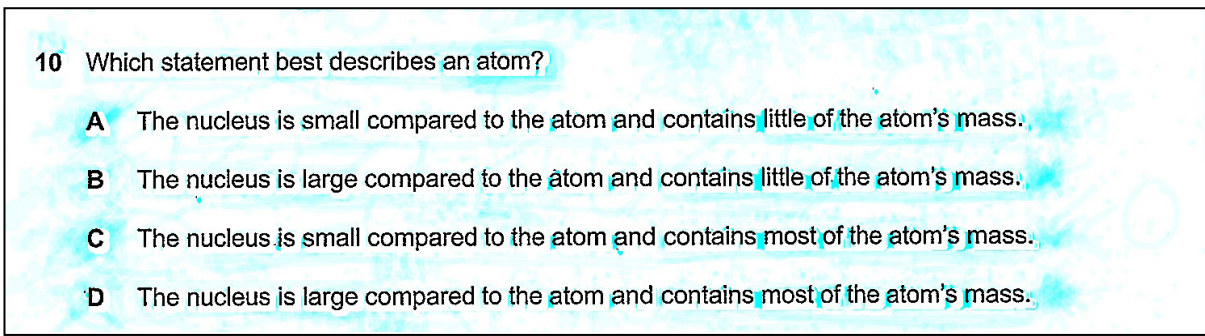 10 Which statement best describes an atom?
A The nucleus is small compared to the atom and contains little of the atom's mass.
B The nucleus is large compared to the atom and contains little of the atom's mass.
C The nucleus is small compared to the atom and contains most of the atom's mass.
D The nucleus is large compared to the atom and contains most of the atom's mass.